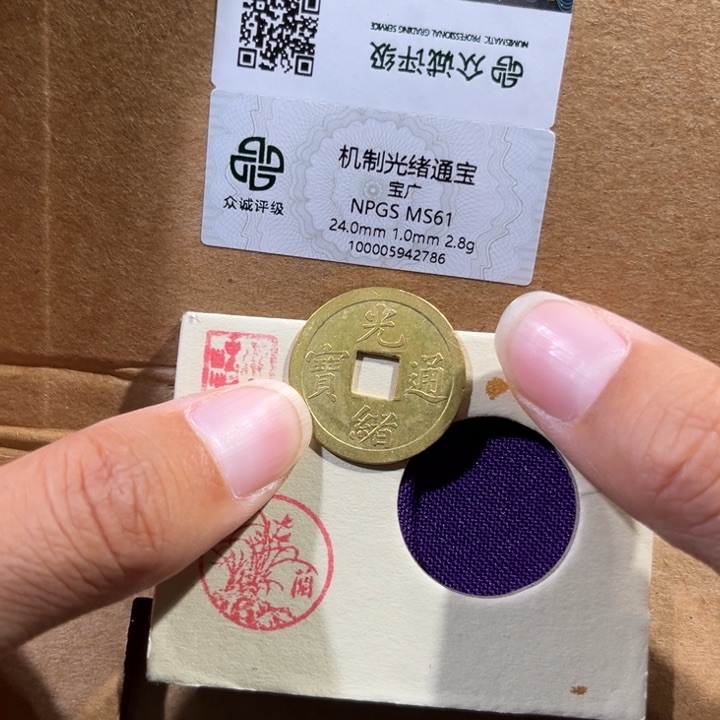 众诚评级
NUMISMATIC PROFESSIONAL GRADING SERVICE
众诚评级
机制光绪通宝
宝广
NPGS MS61
24.0mm 1.0mm 2.8g
100005942786
光
寶 通
緒